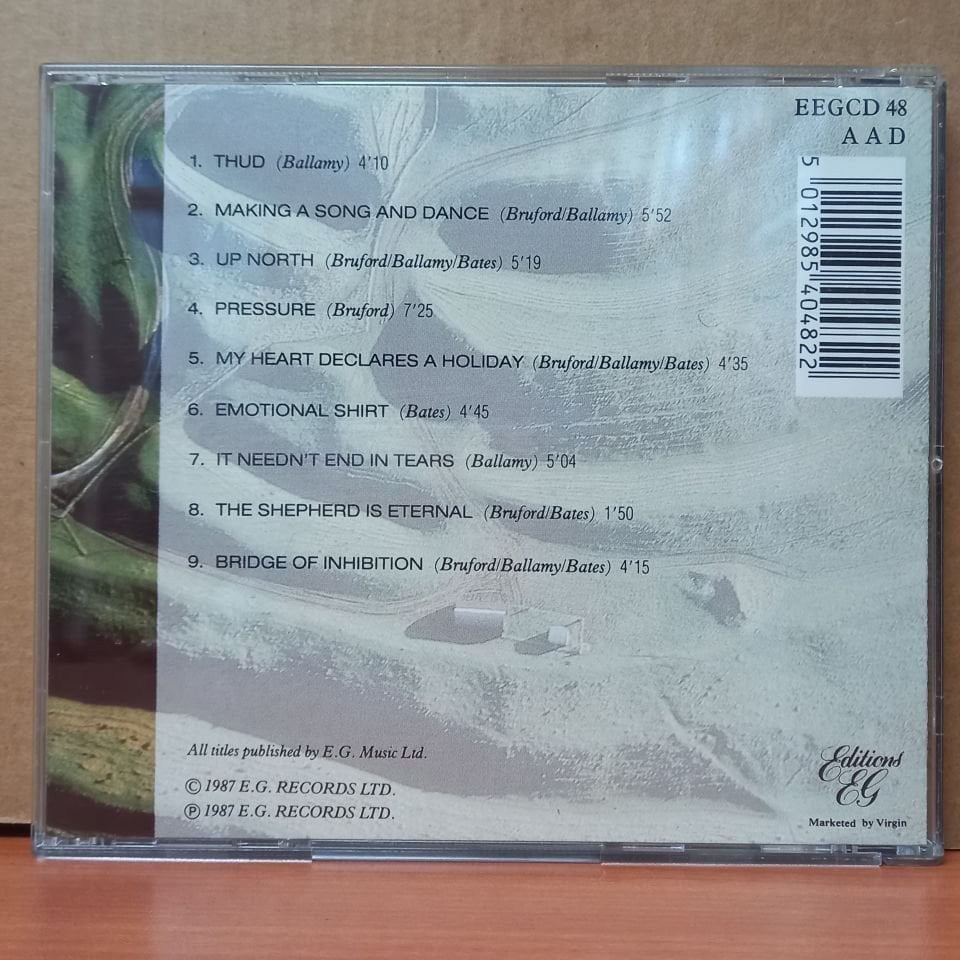 EEGCD 48
A A D
5 012985 404822
1. THUD (Ballamy) 4'10
2. MAKING A SONG AND DANCE (Bruford/Ballamy) 5'52
3. UP NORTH (Bruford/Ballamy/Bates) 5'19
4. PRESSURE (Bruford) 7'25
5. MY HEART DECLARES A HOLIDAY (Bruford/Ballamy/Bates) 4'35
6. EMOTIONAL SHIRT (Bates) 4'45
7. IT NEEDN'T END IN TEARS (Ballamy) 5'04
8. THE SHEPHERD IS ETERNAL (Bruford/Bates) 1'50
9. BRIDGE OF INHIBITION (Bruford/Ballamy/Bates) 4'15
All titles published by E.G. Music Ltd.
© 1987 E.G. RECORDS LTD.
℗ 1987 E.G. RECORDS LTD.
Editions
EG
Marketed by Virgin